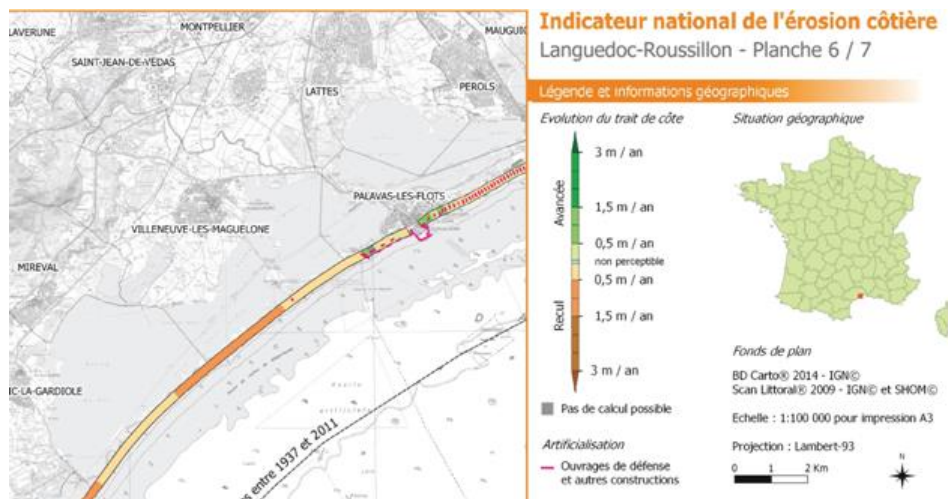 LAVERUNE
MONTPELLIER
MAUGUIO
SAINT-JEAN-DE-VEDAS
LATTES
PEROLS
PALAVAS-LES-FLOTS
VILLENEUVE-LES-MAGUELONE
MIREVAL
IC-LA-GARDIOLE
s entre 1937 et 2011
Indicateur national de l'érosion côtière
Languedoc-Roussillon - Planche 6 / 7
Légende et informations géographiques
Evolution du trait de côte
Situation géographique
Avancée
3 m / an
1,5 m / an
0,5 m / an
non perceptible
0,5 m / an
Recul
1,5 m / an
3 m / an
Pas de calcul possible
Artificialisation
Ouvrages de défense
et autres constructions
Fonds de plan
BD Carto® 2014 - IGN©
Scan Littoral® 2009 - IGN© et SHOM©
Echelle : 1:100 000 pour impression A3
Projection : Lambert-93
0 1 2 Km
N